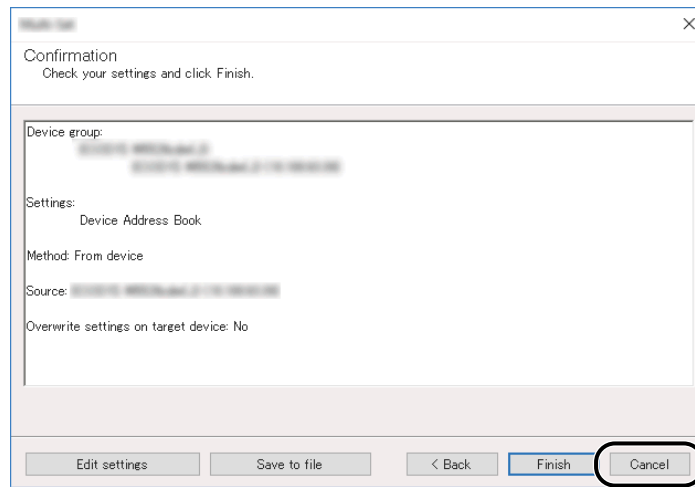 Confirmation
Check your settings and click Finish.
Device group:
Settings:
Device Address Book
Method: From device
Source:
Overwrite settings on target device: No
Edit settings
Save to file
< Back
Finish
Cancel